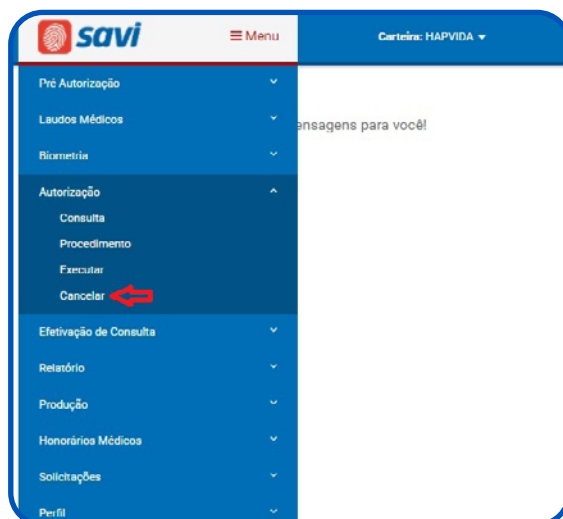 savi
Menu
Carteira: HAPVIDA
Pré Autorização
Laudos Médicos
ensagens para você!
Biometria
Autorização
Consulta
Procedimento
Executar
Cancelar
Efetivação de Consulta
Relatório
Produção
Honorários Médicos
Solicitações
Perfil